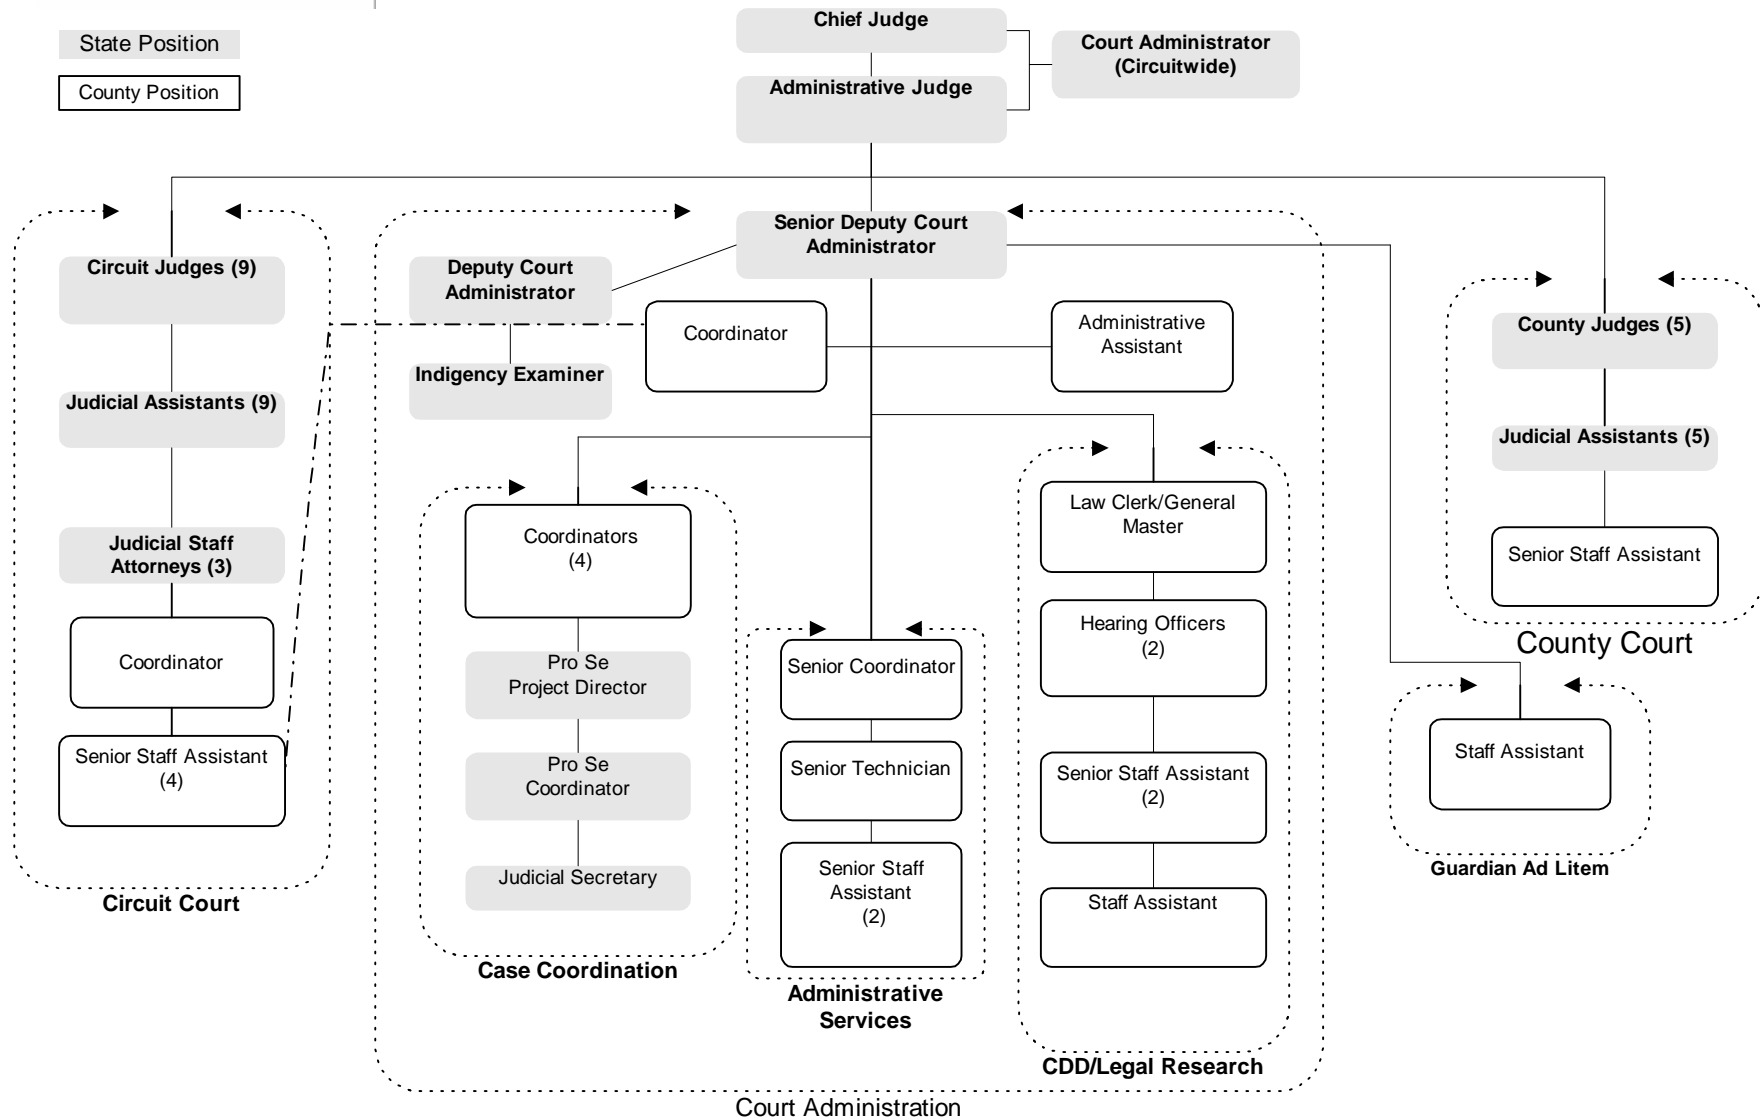 State Position
County Position
Chief Judge
Administrative Judge
Court Administrator
(Circuitwide)
Circuit Judges (9)
Judicial Assistants (9)
Judicial Staff
Attorneys (3)
Coordinator
Senior Staff Assistant
(4)
Circuit Court
Senior Deputy Court
Administrator
Deputy Court
Administrator
Indigency Examiner
Coordinator
Administrative
Assistant
Coordinators
(4)
Pro Se
Project Director
Pro Se
Coordinator
Judicial Secretary
Case Coordination
Senior Coordinator
Senior Technician
Senior Staff
Assistant
(2)
Administrative
Services
Law Clerk/General
Master
Hearing Officers
(2)
Senior Staff Assistant
(2)
Staff Assistant
CDD/Legal Research
Court Administration
County Judges (5)
Judicial Assistants (5)
Senior Staff Assistant
County Court
Staff Assistant
Guardian Ad Litem